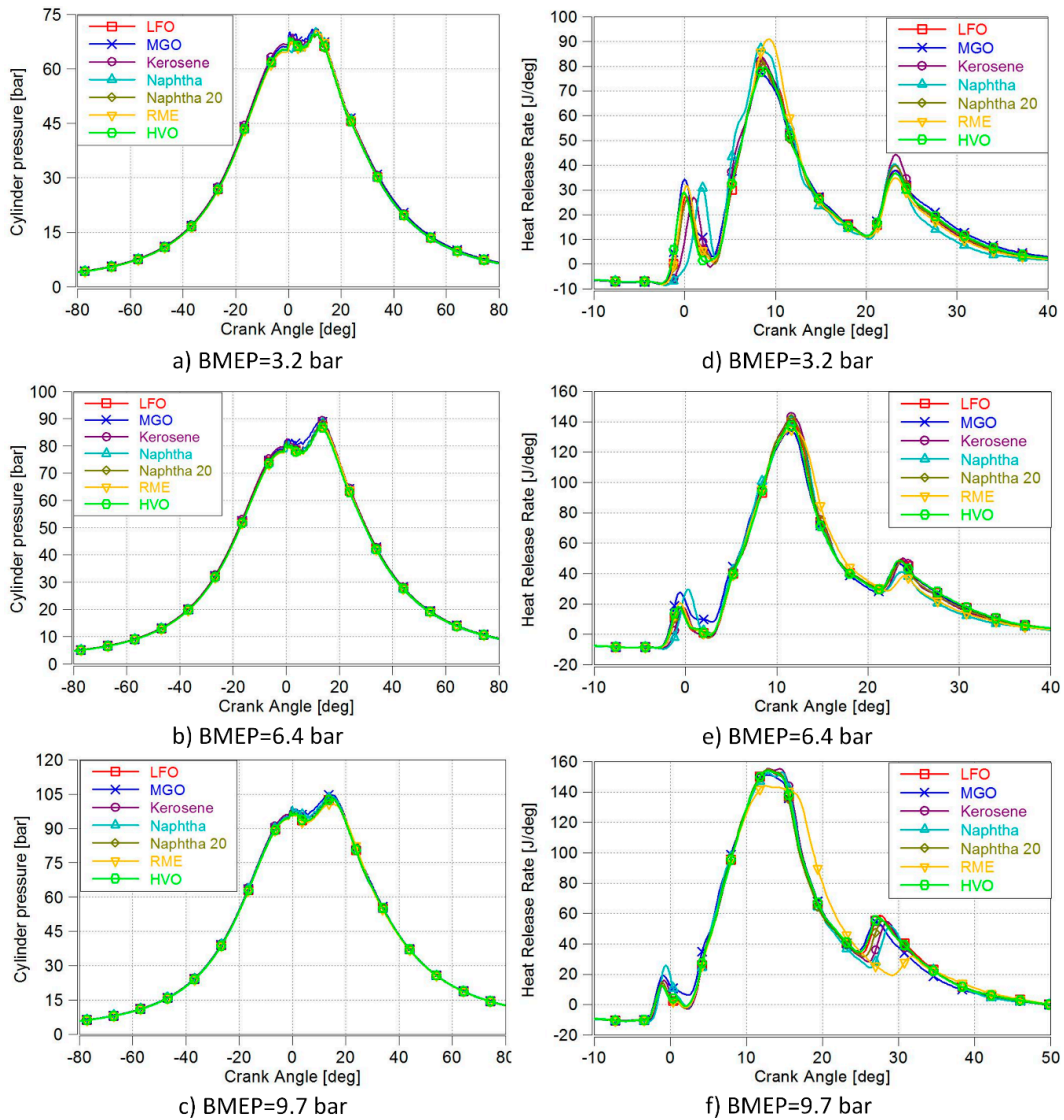 75
60
45
30
15
0
Cylinder pressure [bar]
LFO
MGO
Kerosene
Naphtha
Naphtha 20
RME
HVO
-80 -60 -40 -20 0 20 40 60 80
Crank Angle [deg]
a) BMEP=3.2 bar
100
90
80
70
60
50
40
30
20
10
0
-10
Heat Release Rate [J/deg]
LFO
MGO
Kerosene
Naphtha
Naphtha 20
RME
HVO
-10 0 10 20 30 40
Crank Angle [deg]
d) BMEP=3.2 bar
100
90
80
70
60
50
40
30
20
10
0
Cylinder pressure [bar]
LFO
MGO
Kerosene
Naphtha
Naphtha 20
RME
HVO
-80 -60 -40 -20 0 20 40 60 80
Crank Angle [deg]
b) BMEP=6.4 bar
160
140
120
100
80
60
40
20
0
-20
Heat Release Rate [J/deg]
LFO
MGO
Kerosene
Naphtha
Naphtha 20
RME
HVO
-10 0 10 20 30 40
Crank Angle [deg]
e) BMEP=6.4 bar
120
105
90
75
60
45
30
15
0
Cylinder pressure [bar]
LFO
MGO
Kerosene
Naphtha
Naphtha 20
RME
HVO
-80 -60 -40 -20 0 20 40 60 80
Crank Angle [deg]
c) BMEP=9.7 bar
160
140
120
100
80
60
40
20
0
-20
Heat Release Rate [J/deg]
LFO
MGO
Kerosene
Naphtha
Naphtha 20
RME
HVO
-10 0 10 20 30 40 50
Crank Angle [deg]
f) BMEP=9.7 bar